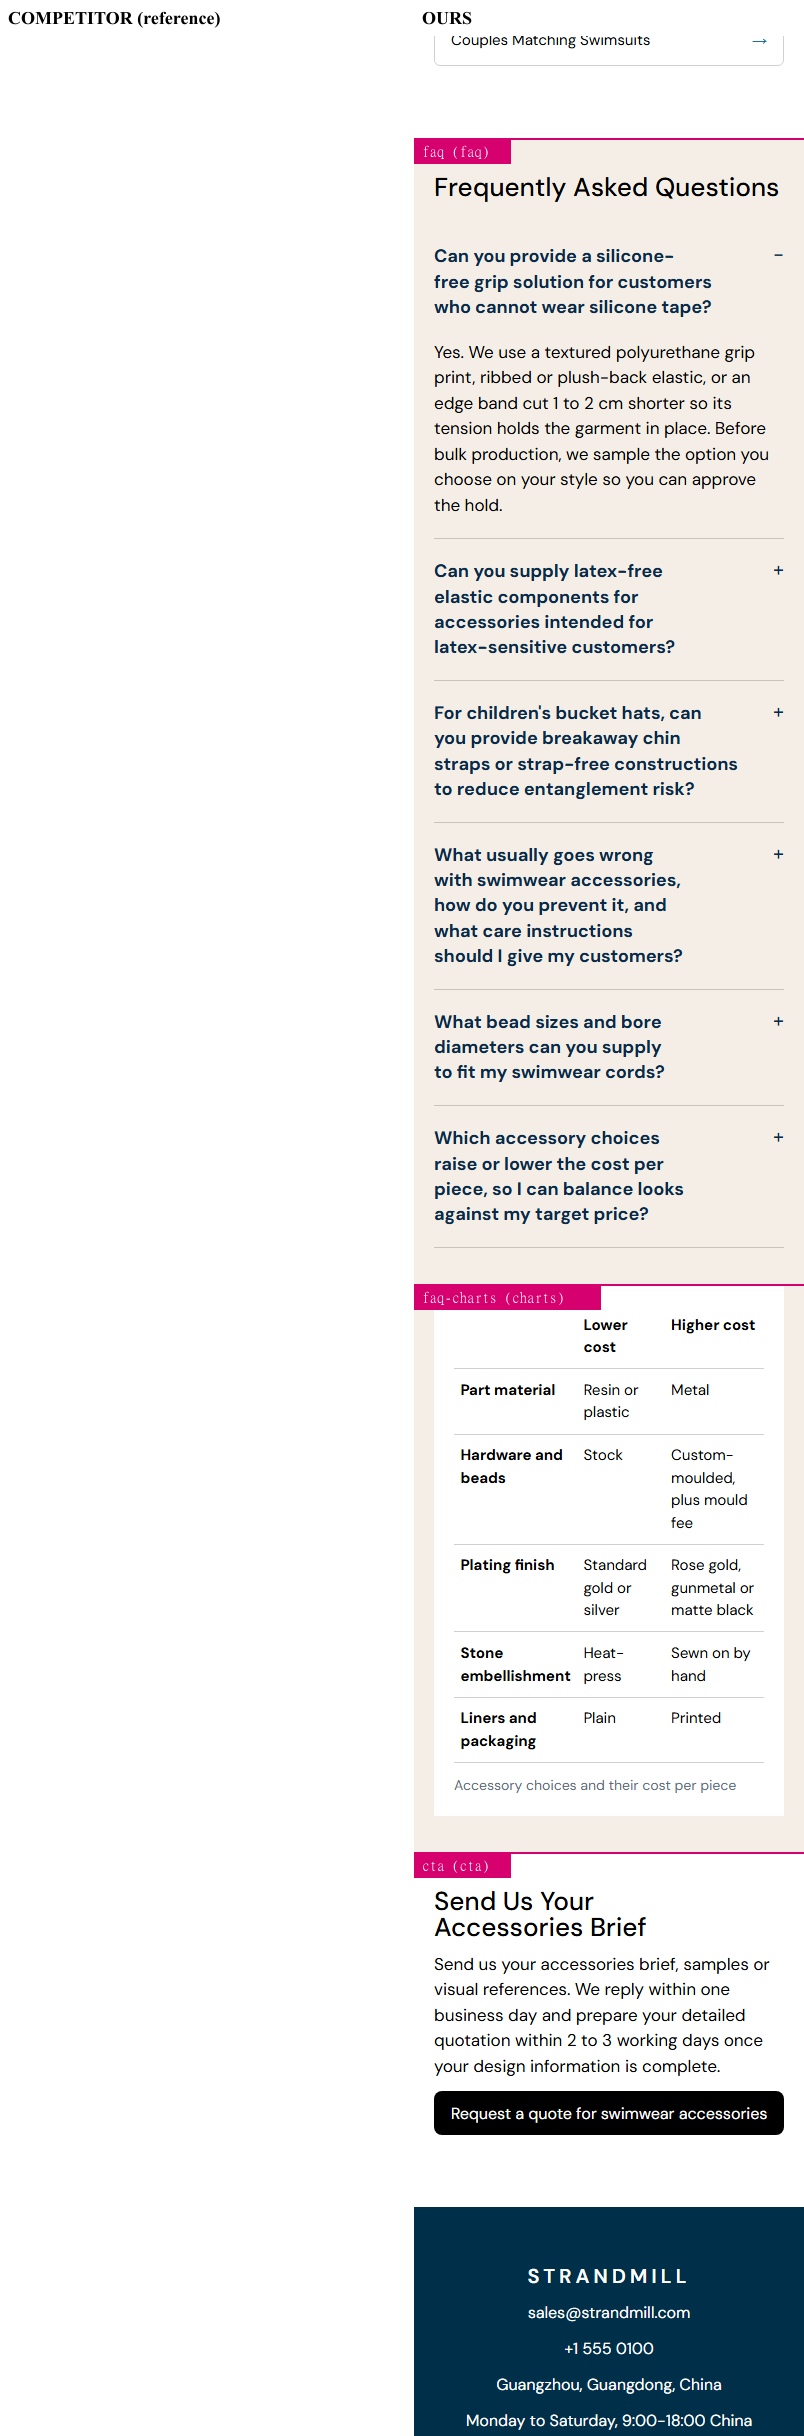 COMPETITOR (reference)
OURS
Couples Matching Swimsuits →
faq (faq)
Frequently Asked Questions
Can you provide a silicone- −
free grip solution for customers
who cannot wear silicone tape?
Yes. We use a textured polyurethane grip
print, ribbed or plush-back elastic, or an
edge band cut 1 to 2 cm shorter so its
tension holds the garment in place. Before
bulk production, we sample the option you
choose on your style so you can approve
the hold.
Can you supply latex-free +
elastic components for
accessories intended for
latex-sensitive customers?
For children's bucket hats, can +
you provide breakaway chin
straps or strap-free constructions
to reduce entanglement risk?
What usually goes wrong +
with swimwear accessories,
how do you prevent it, and
what care instructions
should I give my customers?
What bead sizes and bore +
diameters can you supply
to fit my swimwear cords?
Which accessory choices +
raise or lower the cost per
piece, so I can balance looks
against my target price?
faq-charts (charts)
Lower Higher cost
cost
Part material Resin or Metal
plastic
Hardware and Stock Custom-
beads moulded,
plus mould
fee
Plating finish Standard Rose gold,
gold or gunmetal or
silver matte black
Stone Heat- Sewn on by
embellishment press hand
Liners and Plain Printed
packaging
Accessory choices and their cost per piece
cta (cta)
Send Us Your
Accessories Brief
Send us your accessories brief, samples or
visual references. We reply within one
business day and prepare your detailed
quotation within 2 to 3 working days once
your design information is complete.
Request a quote for swimwear accessories
STRANDMILL
sales@strandmill.com
+1 555 0100
Guangzhou, Guangdong, China
Monday to Saturday, 9:00-18:00 China